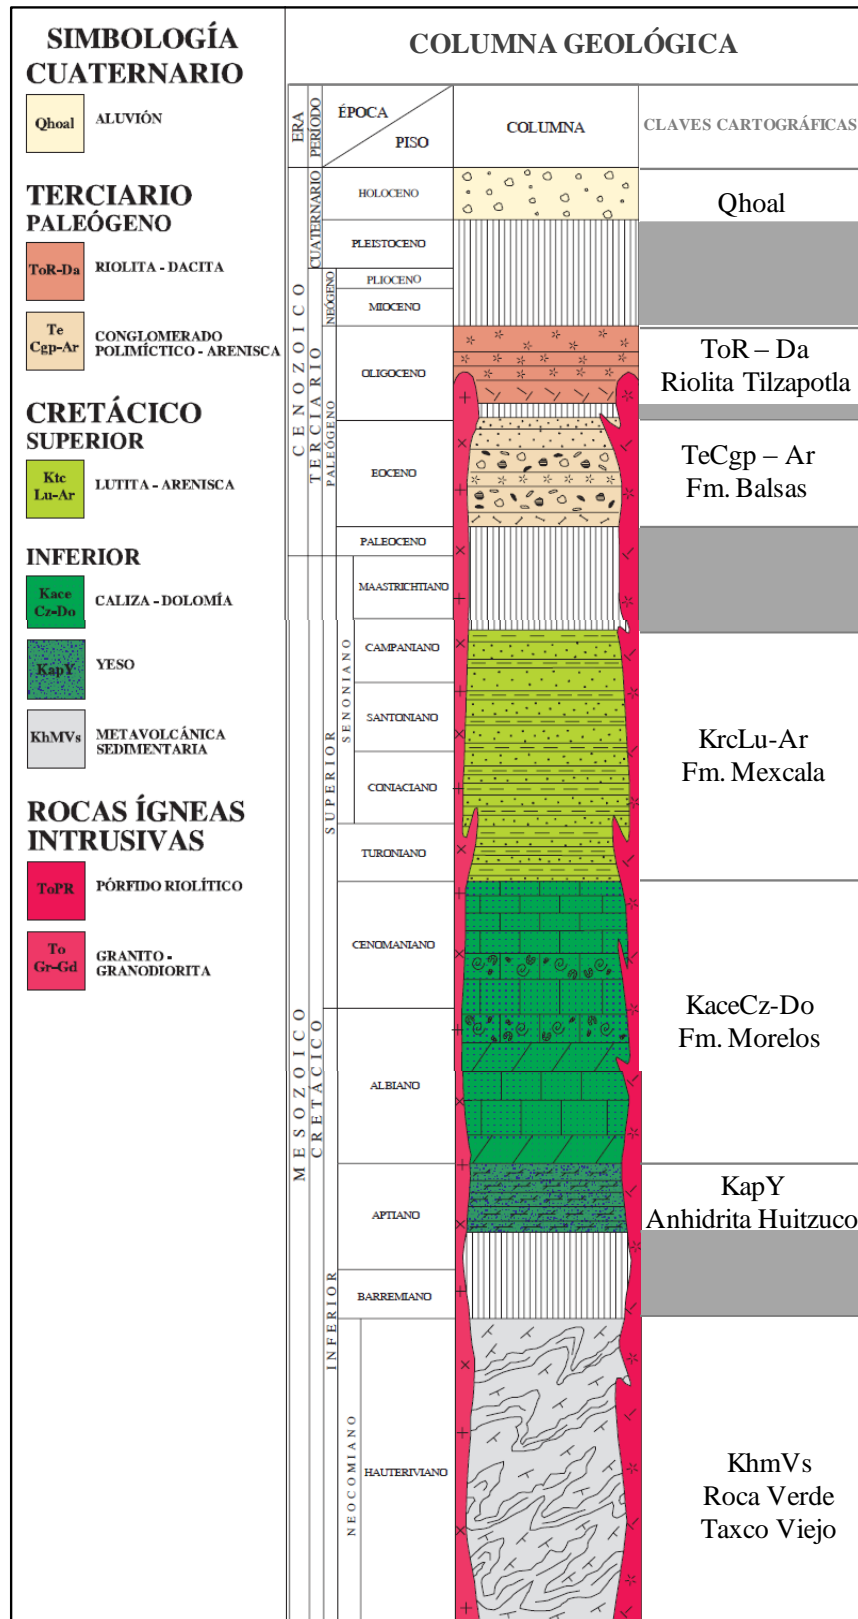 SIMBOLOGÍA
CUATERNARIO
Qhoal
ALUVIÓN
TERCIARIO
PALEÓGENO
ToR-Da
RIOLITA - DACITA
Te
Cgp-Ar
CONGLOMERADO
POLIMÍCTICO - ARENISCA
CRETÁCICO
SUPERIOR
Ktc
Lu-Ar
LUTITA - ARENISCA
INFERIOR
Kace
Cz-Do
CALIZA - DOLOMÍA
KapY
YESO
KhMVs
METAVOLCÁNICA
SEDIMENTARIA
ROCAS ÍGNEAS
INTRUSIVAS
ToPR
PÓRFIDO RIOLÍTICO
To
Gr-Gd
GRANITO -
GRANODIORITA
COLUMNA GEOLÓGICA
ERA
PERÍODO
ÉPOCA
PISO
COLUMNA
CLAVES CARTOGRÁFICAS
CENOZOICO
MESOZOICO
CUATERNARIO
TERCIARIO
CRETÁCICO
NEÓGENO
PALEÓGENO
SUPERIOR
INFERIOR
SENONIANO
NEOCOMIANO
HOLOCENO
PLEISTOCENO
PLIOCENO
MIOCENO
OLIGOCENO
EOCENO
PALEOCENO
MAASTRICHTIANO
CAMPANIANO
SANTONIANO
CONIACIANO
TURONIANO
CENOMANIANO
ALBIANO
APTIANO
BARREMIANO
HAUTERIVIANO
Qhoal
ToR – Da
Riolita Tilzapotla
TeCgp – Ar
Fm. Balsas
KrcLu-Ar
Fm. Mexcala
KaceCz-Do
Fm. Morelos
KapY
Anhidrita Huitzuco
KhmVs
Roca Verde
Taxco Viejo